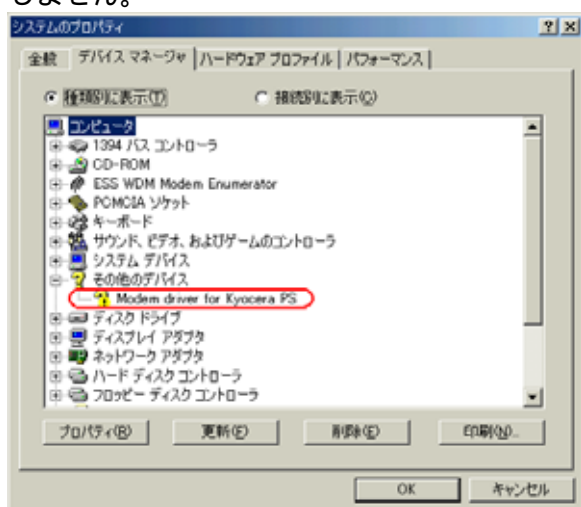 しません。
システムのプロパティ
? ×
全般 デバイス マネージャ ハードウェア プロファイル パフォーマンス
種類別に表示(T) 接続別に表示(C)
コンピュータ
1394 バス コントローラ
CD-ROM
ESS WDM Modem Enumerator
PCMCIA ソケット
キーボード
サウンド、ビデオ、およびゲームのコントローラ
システム デバイス
その他のデバイス
Modem driver for Kyocera PS
ディスク ドライブ
ディスプレイ アダプタ
ネットワーク アダプタ
ハード ディスク コントローラ
フロッピー ディスク コントローラ
プロパティ(R) 更新(F) 削除(E) 印刷(N)...
OK キャンセル